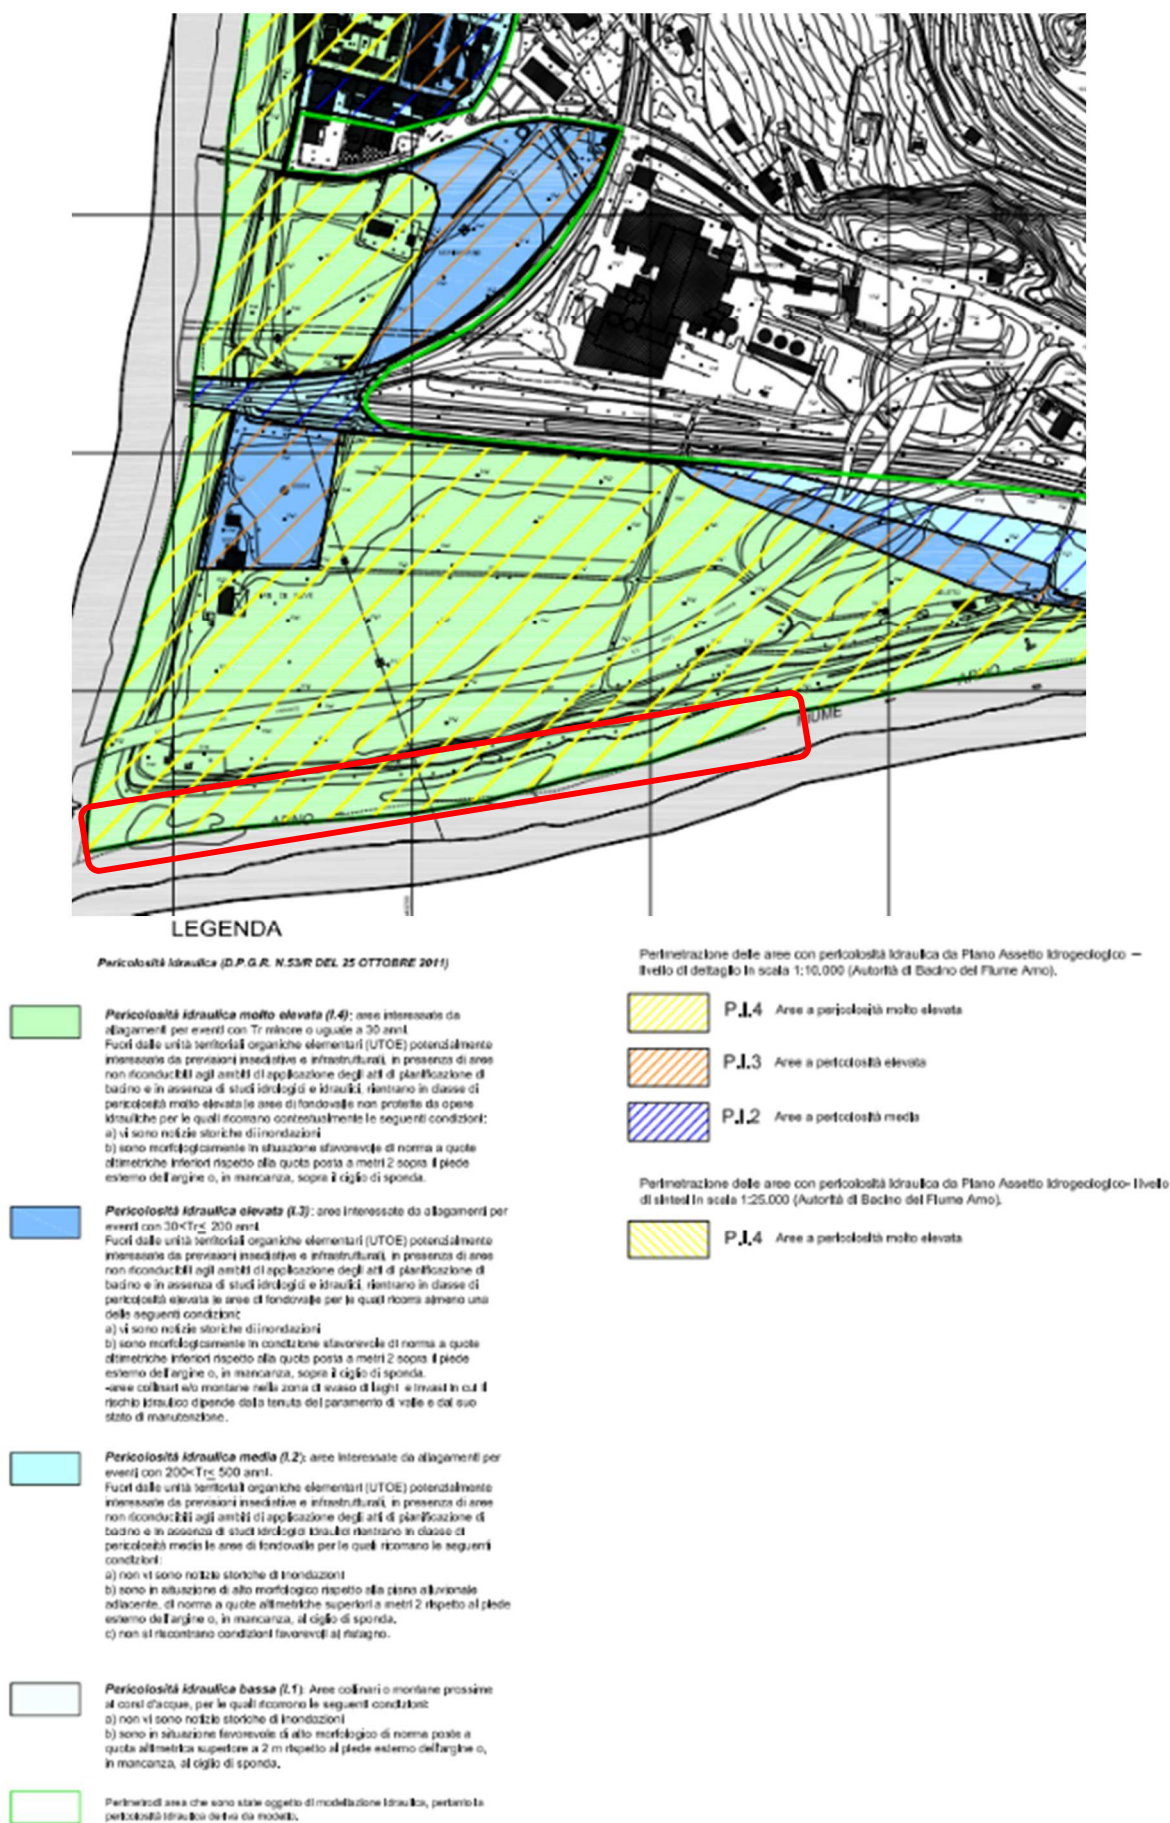 FIUME
ARNO
ARNO
LEGENDA
Pericolosità Idraulica (D.P.G.R. N.53/R DEL 25 OTTOBRE 2011)
Pericolosità idraulica molto elevata (I.4): aree interessate da
allagamenti per eventi con Tr minore o uguale a 30 anni.
Fuori dalle unità territoriali organiche elementari (UTOE) potenzialmente
interessate da previsioni insediative e infrastrutturali, in presenza di aree
non riconducibili agli ambiti di applicazione degli atti di pianificazione di
bacino e in assenza di studi idrologici e idraulici, rientrano in classe di
pericolosità molto elevata le aree di fondovalle non protette da opere
idrauliche per le quali ricorrano contestualmente le seguenti condizioni:
a) vi sono notizie storiche di inondazioni
b) sono morfologicamente in situazione sfavorevole di norma a quote
altimetriche inferiori rispetto alla quota posta a metri 2 sopra il piede
esterno dell'argine o, in mancanza, sopra il ciglio di sponda.
Pericolosità idraulica elevata (I.3): aree interessate da allagamenti per
eventi con 30<Tr≤ 200 anni.
Fuori dalle unità territoriali organiche elementari (UTOE) potenzialmente
interessate da previsioni insediative e infrastrutturali, in presenza di aree
non riconducibili agli ambiti di applicazione degli atti di pianificazione di
bacino e in assenza di studi idrologici e idraulici, rientrano in classe di
pericolosità elevata le aree di fondovalle per le quali ricorra almeno una
delle seguenti condizioni:
a) vi sono notizie storiche di inondazioni
b) sono morfologicamente in condizione sfavorevole di norma a quote
altimetriche inferiori rispetto alla quota posta a metri 2 sopra il piede
esterno dell'argine o, in mancanza, sopra il ciglio di sponda.
-aree collinari e/o montane nella zona di svaso di laghi e invasi in cui il
rischio idraulico dipende dalla tenuta del paramento di valle e dal suo
stato di manutenzione.
Pericolosità idraulica media (I.2): aree interessate da allagamenti per
eventi con 200<Tr≤ 500 anni.
Fuori dalle unità territoriali organiche elementari (UTOE) potenzialmente
interessate da previsioni insediative e infrastrutturali, in presenza di aree
non riconducibili agli ambiti di applicazione degli atti di pianificazione di
bacino e in assenza di studi idrologici idraulici rientrano in classe di
pericolosità media le aree di fondovalle per le quali ricorrano le seguenti
condizioni:
a) non vi sono notizie storiche di inondazioni
b) sono in situazione di alto morfologico rispetto alla piana alluvionale
adiacente, di norma a quote altimetriche superiori a metri 2 rispetto al piede
esterno dell'argine o, in mancanza, al ciglio di sponda.
c) non si riscontrano condizioni favorevoli al ristagno.
Pericolosità idraulica bassa (I.1): Aree collinari o montane prossime
ai corsi d'acque, per le quali ricorrono le seguenti condizioni:
a) non vi sono notizie storiche di inondazioni
b) sono in situazione favorevole di alto morfologico di norma poste a
quota altimetrica superiore a 2 m rispetto al piede esterno dell'argine o,
in mancanza, al ciglio di sponda.
Perimetrodi area che sono state oggetto di modellazione idraulica, pertanto la
pericolosità idraulica deriva da modello.
Perimetrazione delle aree con pericolosità idraulica da Piano Assetto Idrogeologico –
livello di dettaglio in scala 1:10.000 (Autorità di Bacino del Fiume Arno).
P.I.4 Aree a pericolosità molto elevata
P.I.3 Aree a pericolosità elevata
P.I.2 Aree a pericolosità media
Perimetrazione delle aree con pericolosità idraulica da Piano Assetto Idrogeologico- livello
di sintesi in scala 1:25.000 (Autorità di Bacino del Fiume Arno).
P.I.4 Aree a pericolosità molto elevata